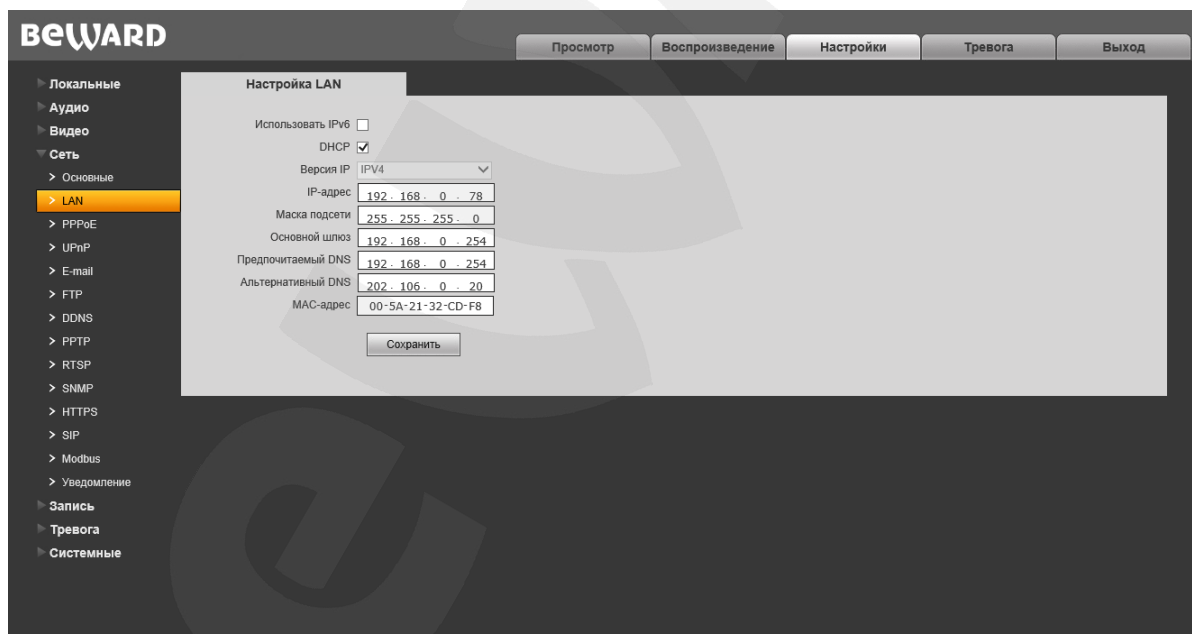 BEWARD
Просмотр
Воспроизведение
Настройки
Тревога
Выход
Локальные
Аудио
Видео
Сеть
> Основные
> LAN
> PPPoE
> UPnP
> E-mail
> FTP
> DDNS
> PPTP
> RTSP
> SNMP
> HTTPS
> SIP
> Modbus
> Уведомление
Запись
Тревога
Системные
Настройка LAN
Использовать IPv6
DHCP
Версия IP IPV4
IP-адрес 192 . 168 . 0 . 78
Маска подсети 255 . 255 . 255 . 0
Основной шлюз 192 . 168 . 0 . 254
Предпочитаемый DNS 192 . 168 . 0 . 254
Альтернативный DNS 202 . 106 . 0 . 20
MAC-адрес 00-5A-21-32-CD-F8
Сохранить